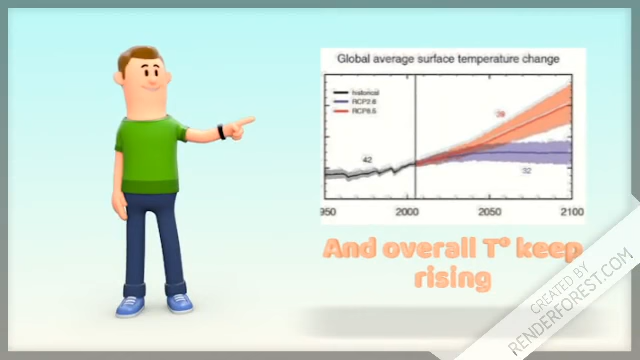 Global average surface temperature change
historical
RCP2.6
RCP8.5
39
42
32
950 2000 2050 2100
And overall T° keep
rising
CREATED BY
RENDERFOREST.COM